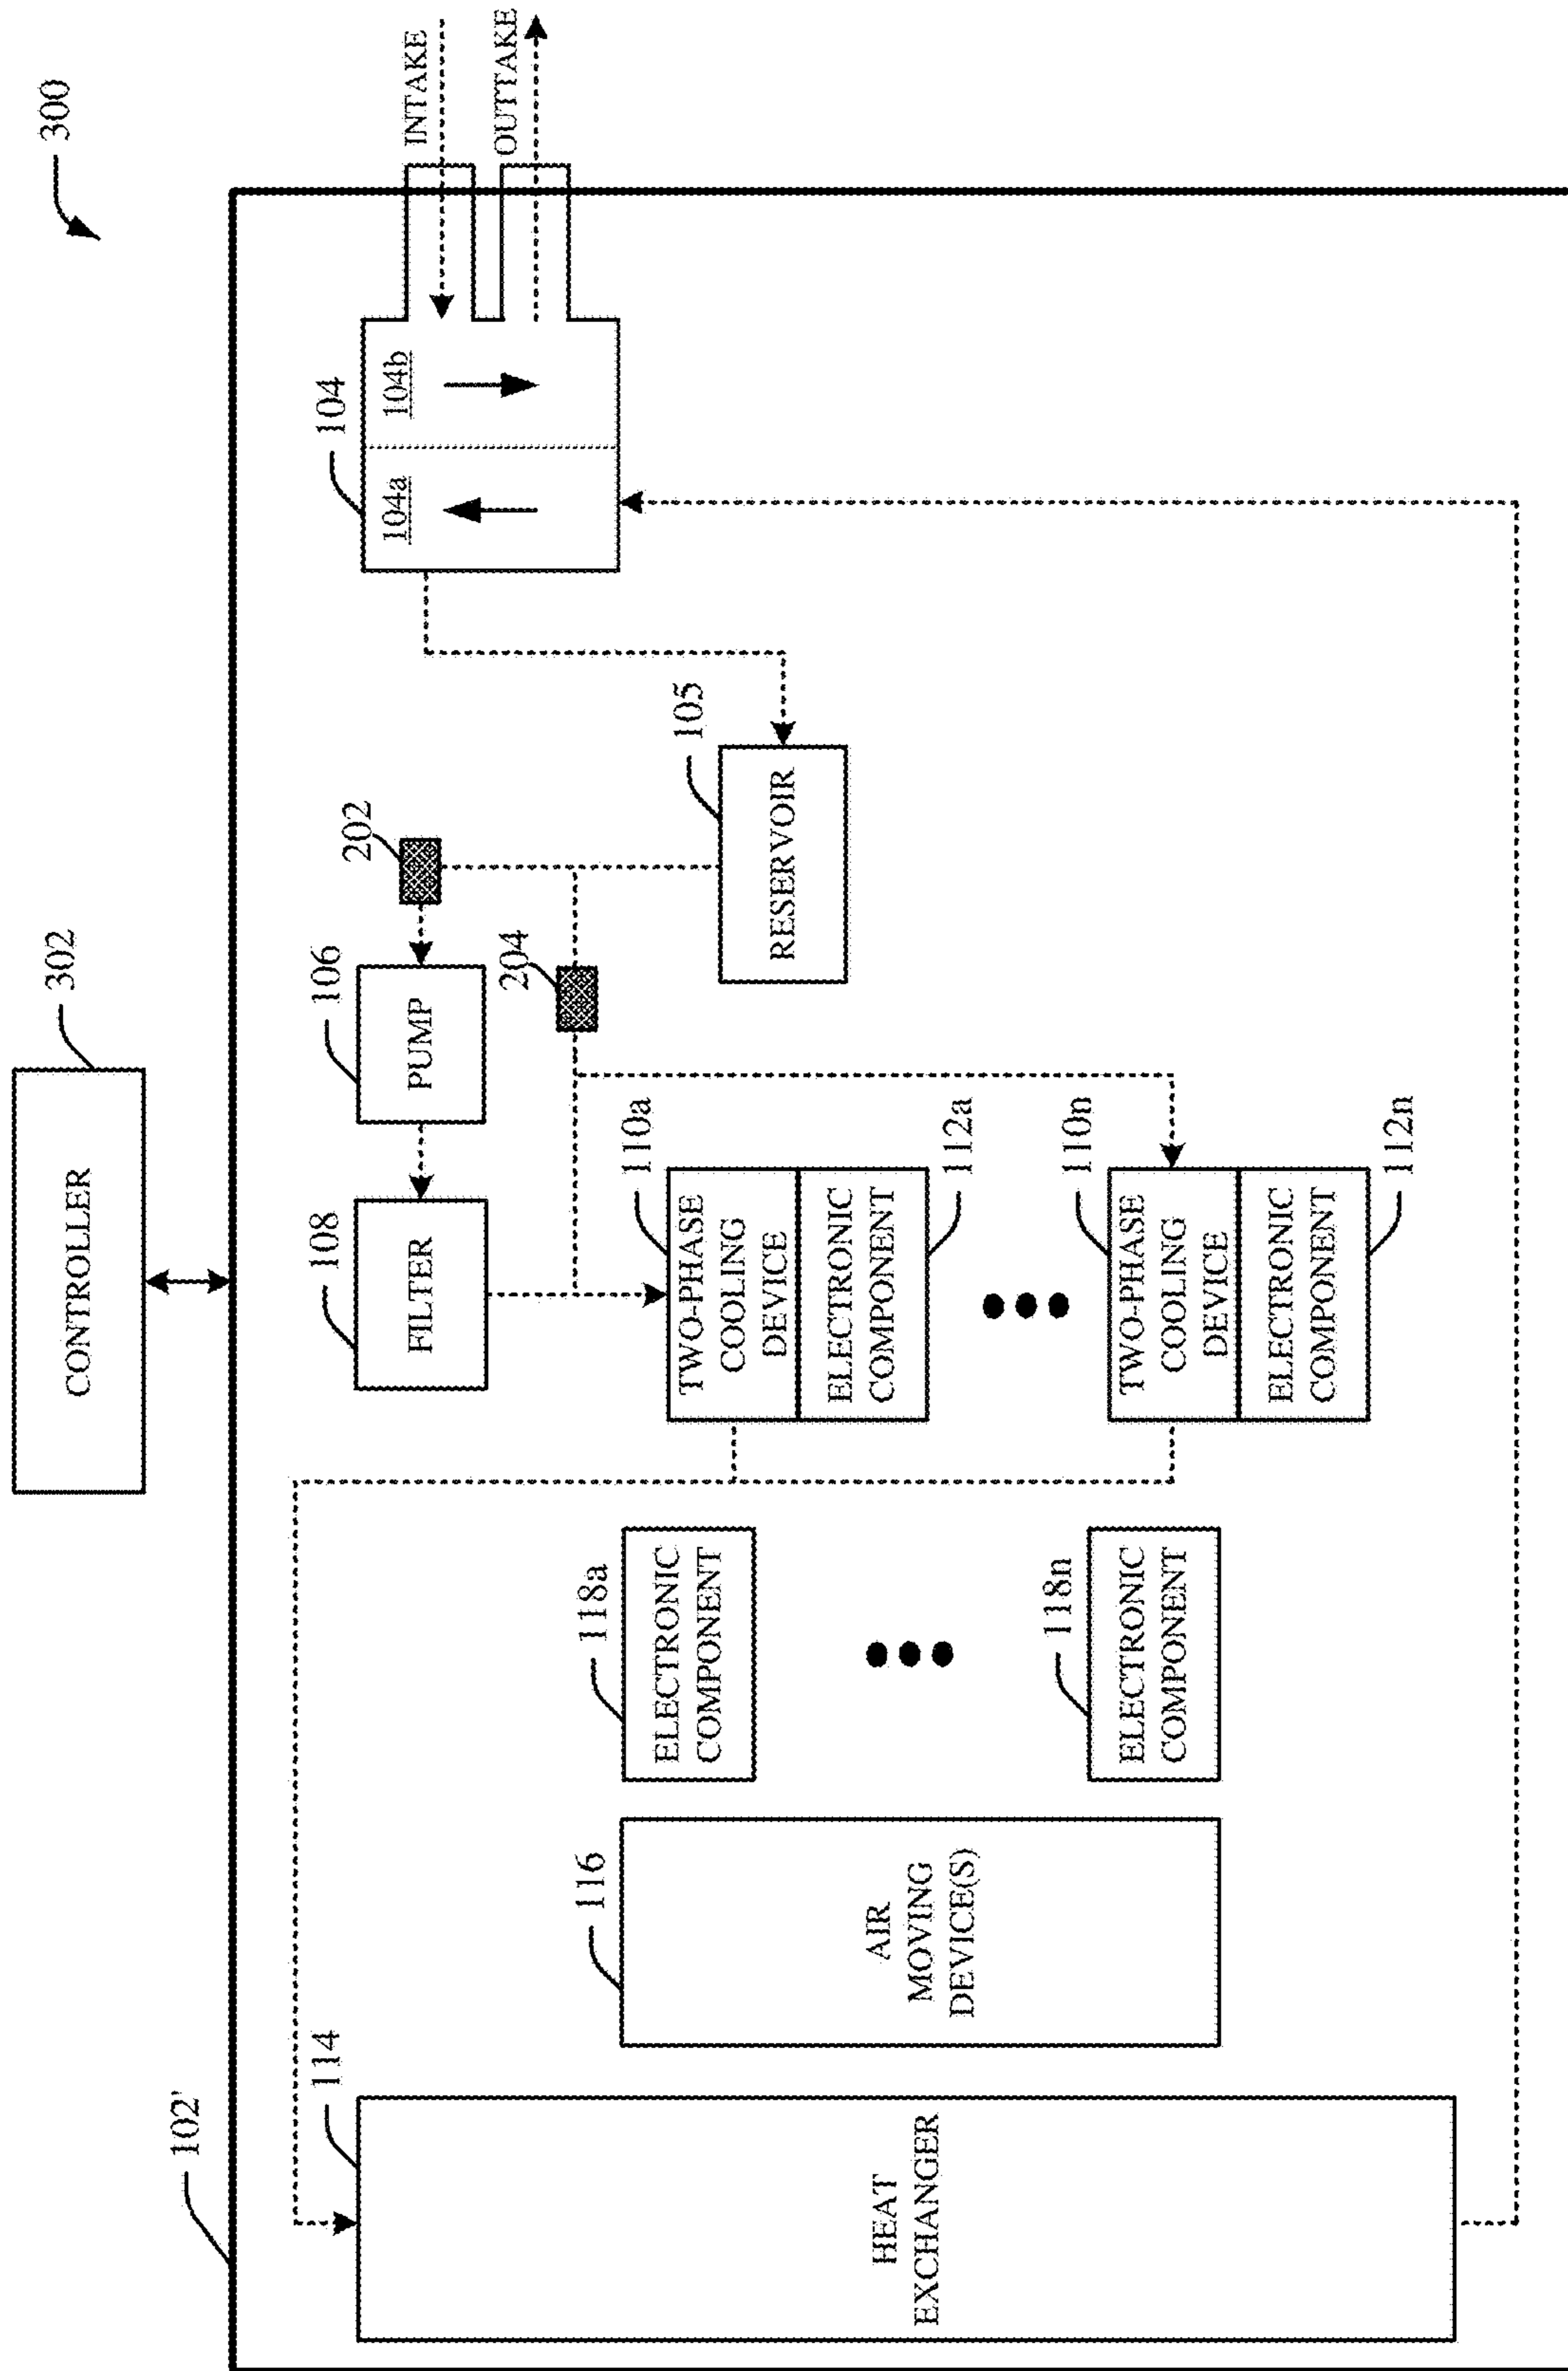 300
302
CONTROLLER
102'
INTAKE
OUTTAKE
104
104a
104b
202
204
106
PUMP
108
FILTER
105
RESERVOIR
110a
TWO-PHASE
COOLING
DEVICE
ELECTRONIC
COMPONENT
112a
110n
TWO-PHASE
COOLING
DEVICE
ELECTRONIC
COMPONENT
112n
118a
ELECTRONIC
COMPONENT
118n
ELECTRONIC
COMPONENT
116
AIR
MOVING
DEVICE(S)
114
HEAT
EXCHANGER